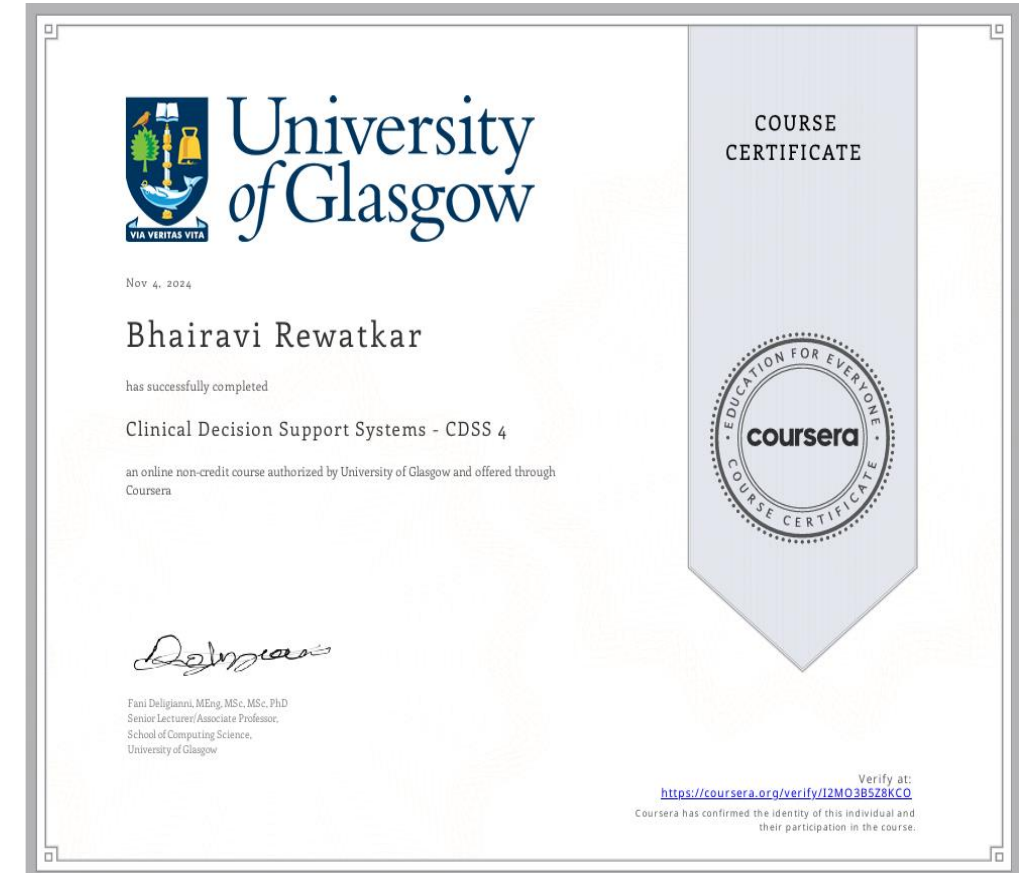 University
of Glasgow
VIA VERITAS VITA
COURSE
CERTIFICATE
Nov 4, 2024
Bhairavi Rewatkar
has successfully completed
Clinical Decision Support Systems - CDSS 4
an online non-credit course authorized by University of Glasgow and offered through
Coursera
EDUCATION FOR EVERYONE
coursera
COURSE CERTIFICATE
Fani Deligianni, MEng, MSc, MSc, PhD
Senior Lecturer/Associate Professor,
School of Computing Science,
University of Glasgow
Verify at:
https://coursera.org/verify/I2MO3B5Z8KCO
Coursera has confirmed the identity of this individual and
their participation in the course.